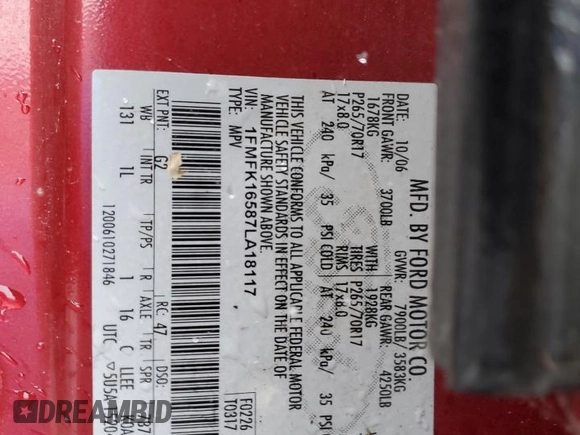 MFD. BY FORD MOTOR CO.
DATE: 10/06 GVWR: 7900LB/ 3583KG
FRONT GAWR: 3700LB REAR GAWR: 4250LB
1678KG WITH 1928KG
P265/70R17 TIRES P265/70R17
17x8.0 RIMS 17x8.0
AT 240 kPa/ 35 PSI COLD AT 240 kPa/ 35 PSI
THIS VEHICLE CONFORMS TO ALL APPLICABLE FEDERAL MOTOR
VEHICLE SAFETY STANDARDS IN EFFECT ON THE DATE OF
MANUFACTURE SHOWN ABOVE.
VIN: 1FMFK16587LA18117 F0226
TYPE: MPV T0317
EXT PNT: G2 RC: 47 DSO:
WB INT TR TP/PS R AXLE TR SPR
131 1L 1 16 C LLEE
1200610271846 UTC
DREAMBID